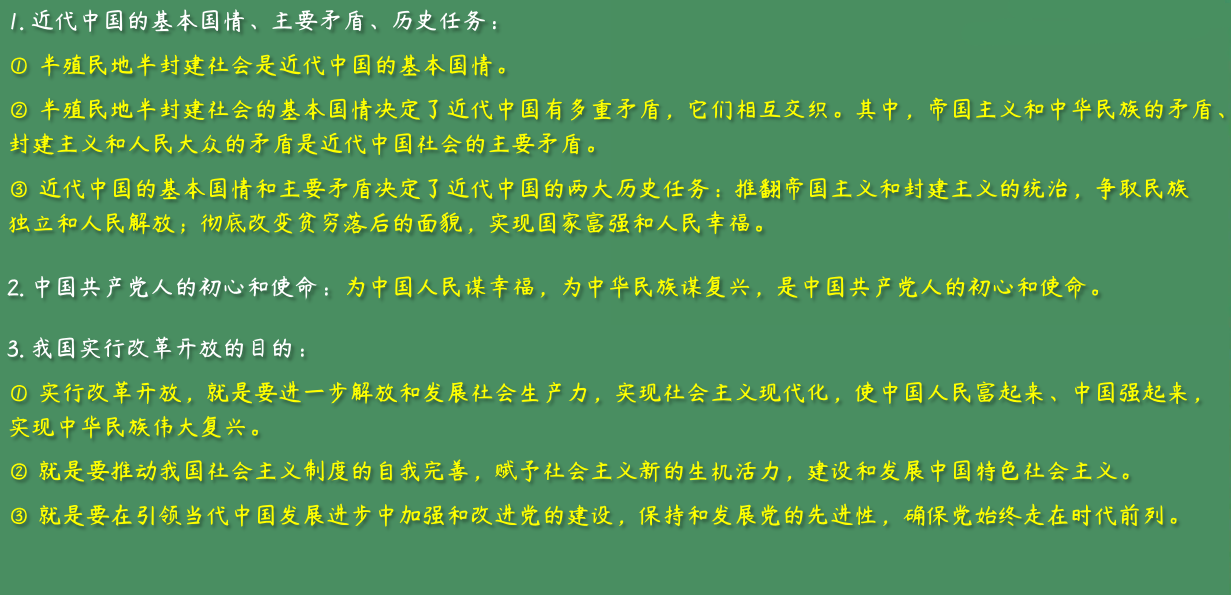 1. 近代中国的基本国情、主要矛盾、历史任务：
① 半殖民地半封建社会是近代中国的基本国情。
② 半殖民地半封建社会的基本国情决定了近代中国有多重矛盾，它们相互交织。其中，帝国主义和中华民族的矛盾、
封建主义和人民大众的矛盾是近代中国社会的主要矛盾。
③ 近代中国的基本国情和主要矛盾决定了近代中国的两大历史任务：推翻帝国主义和封建主义的统治，争取民族
独立和人民解放；彻底改变贫穷落后的面貌，实现国家富强和人民幸福。
2. 中国共产党人的初心和使命：为中国人民谋幸福，为中华民族谋复兴，是中国共产党人的初心和使命。
3. 我国实行改革开放的目的：
① 实行改革开放，就是要进一步解放和发展社会生产力，实现社会主义现代化，使中国人民富起来、中国强起来，
实现中华民族伟大复兴。
② 就是要推动我国社会主义制度的自我完善，赋予社会主义新的生机活力，建设和发展中国特色社会主义。
③ 就是要在引领当代中国发展进步中加强和改进党的建设，保持和发展党的先进性，确保党始终走在时代前列。